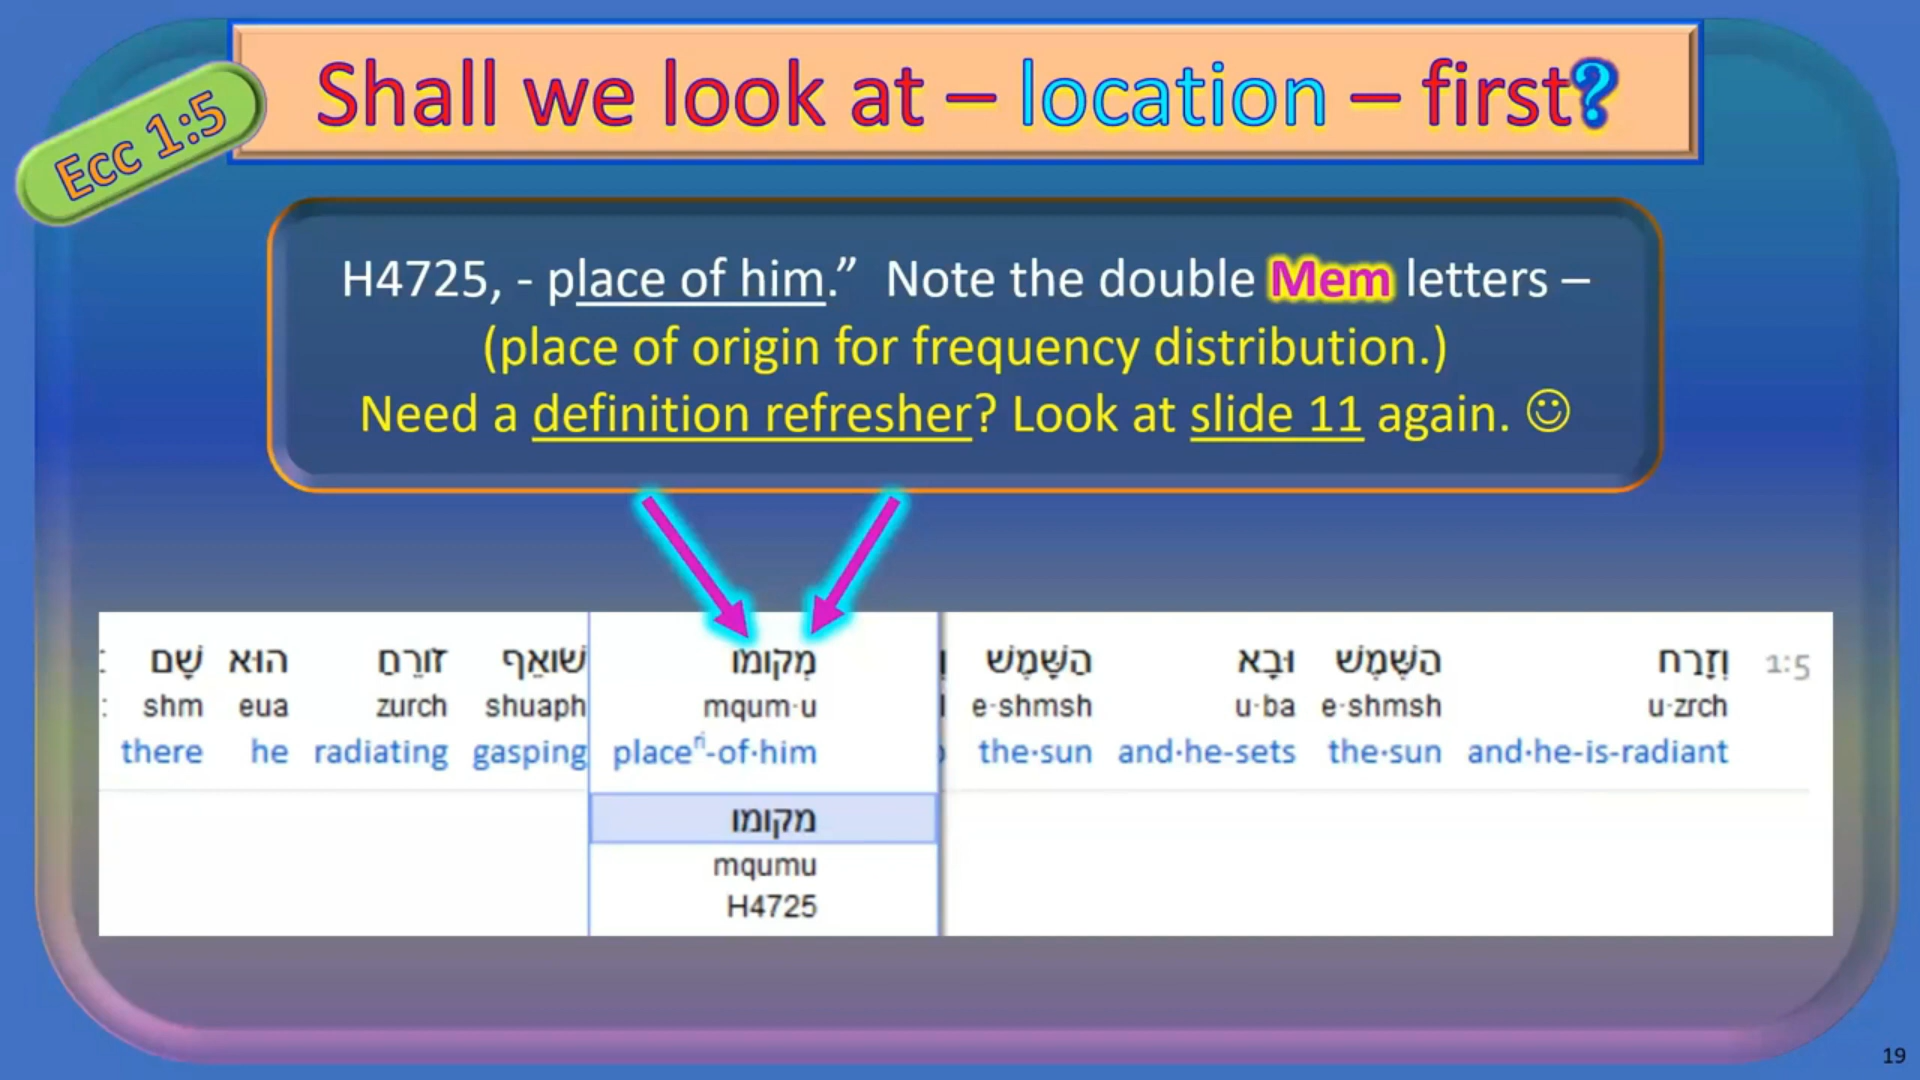 Shall we look at – location – first?
Ecc 1:5
H4725, - place of him.” Note the double Mem letters –
(place of origin for frequency distribution.)
Need a definition refresher? Look at slide 11 again. ☺
1:5 וְזָרַח הַשֶּׁמֶשׁ וּבָא הַשָּׁמֶשׁ מְקוֹמוֹ שׁוֹאֵף זוֹרֵחַ הוּא שָׁם :
: shm eua zurch shuaph mqum·u e·shmsh u·ba e·shmsh u·zrch
there he radiating gasping placeⁿ-of·him the·sun and·he-sets the·sun and·he-is-radiant
מקומו
mqumu
H4725
19